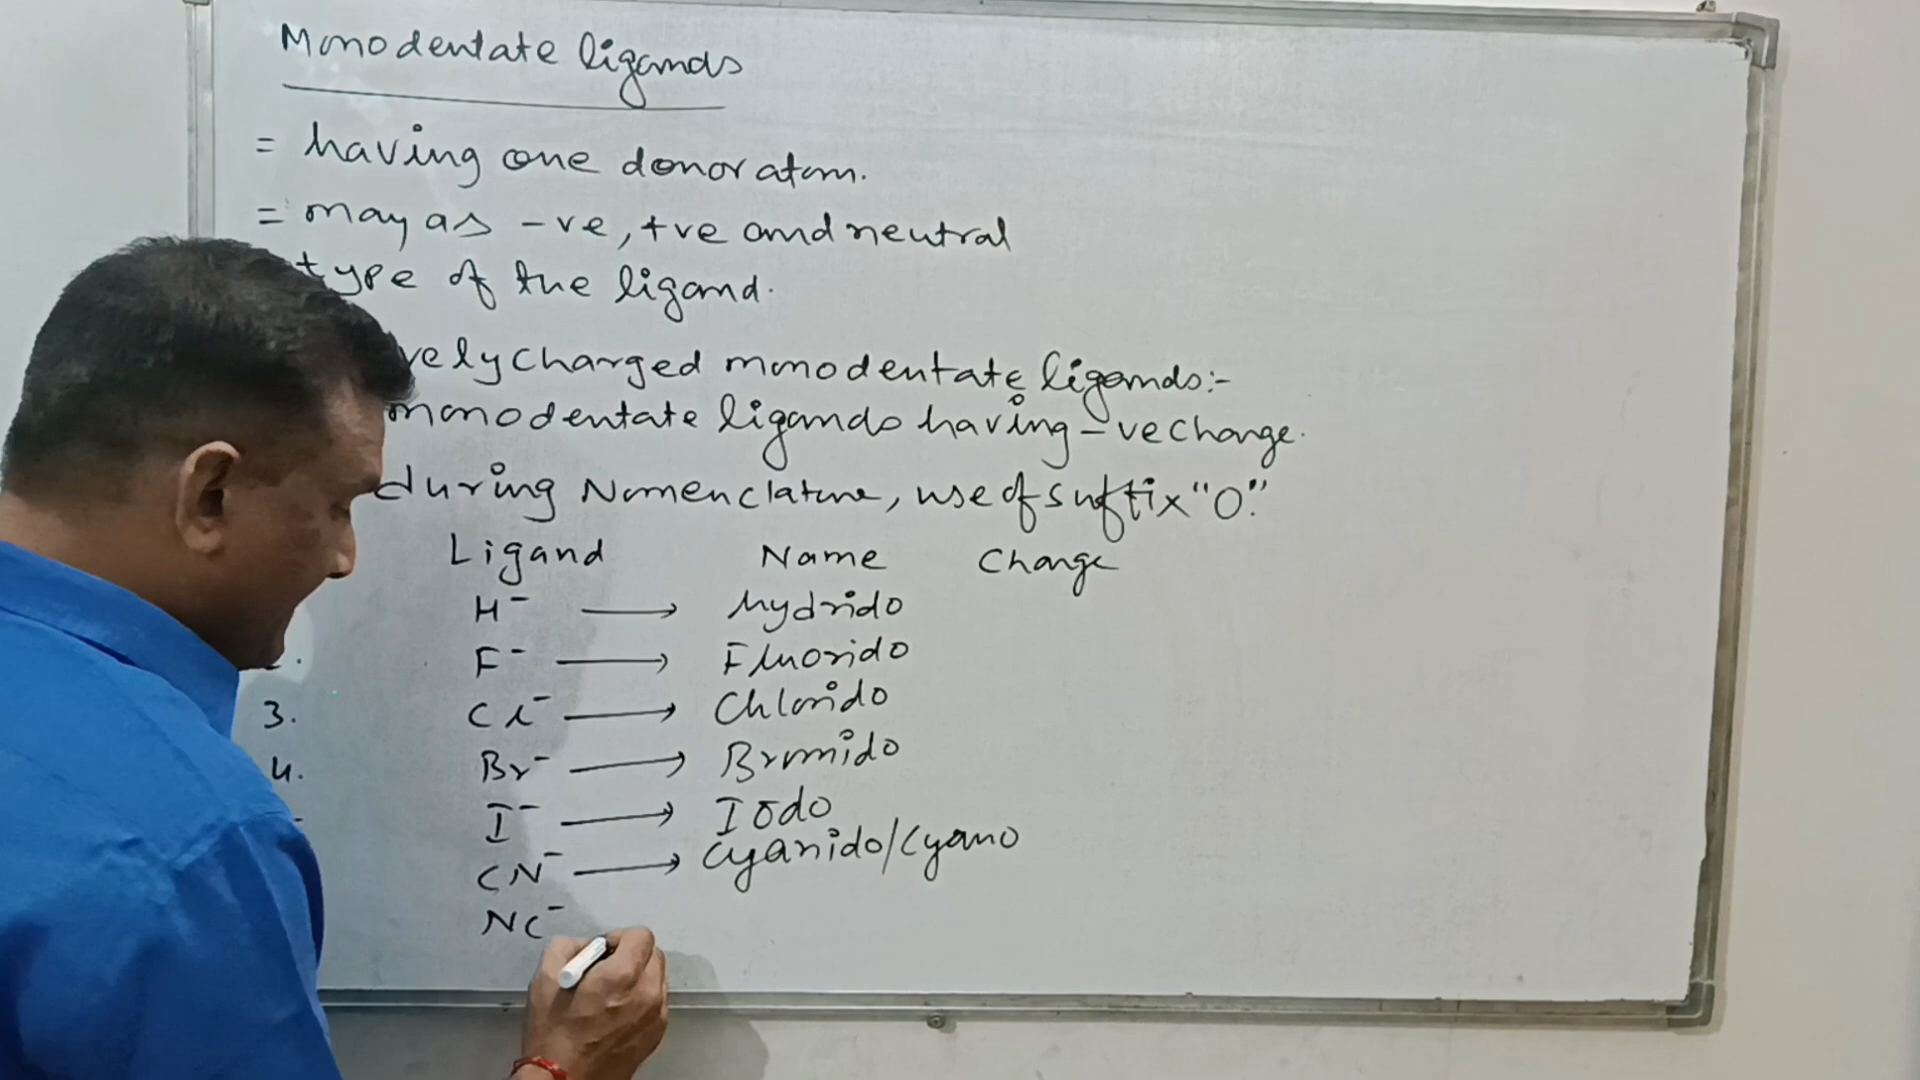 Monodentate ligands
= having one donor atom.
= may as -ve, +ve and neutral
type of the ligand.
vely charged monodentate ligands:-
monodentate ligands having -ve charge.
during Nomenclature, use of suffix "O."
Ligand Name Charge
H⁻ → Hydrido
F⁻ → Fluorido
3. Cl⁻ → Chlorido
4. Br⁻ → Bromido
I⁻ → Iodo
CN⁻ → Cyanido/Cyano
NC⁻